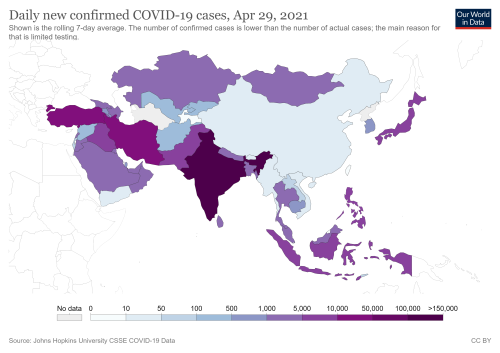 Daily new confirmed COVID-19 cases, Apr 29, 2021
Our World
in Data
Shown is the rolling 7-day average. The number of confirmed cases is lower than the number of actual cases; the main reason for
that is limited testing.
No data 0 10 50 100 500 1,000 5,000 10,000 50,000 100,000 >150,000
Source: Johns Hopkins University CSSE COVID-19 Data
CC BY